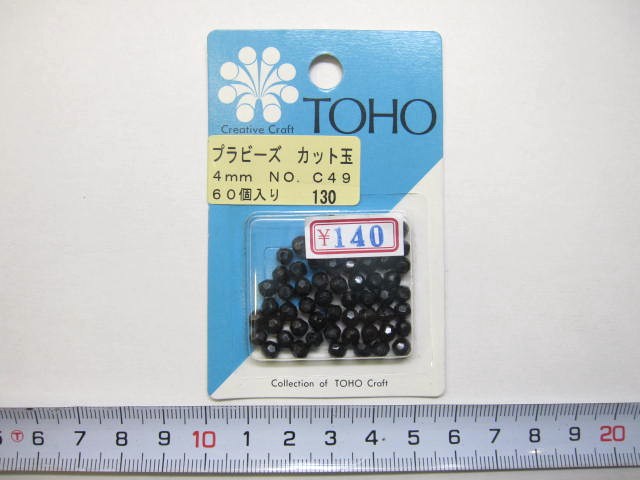 Creative Craft TOHO
プラビーズ カット玉
4mm NO. C49
60個入り 130
¥140
Collection of TOHO Craft
5 6 7 8 9 10 1 2 3 4 5 6 7 8 9 20